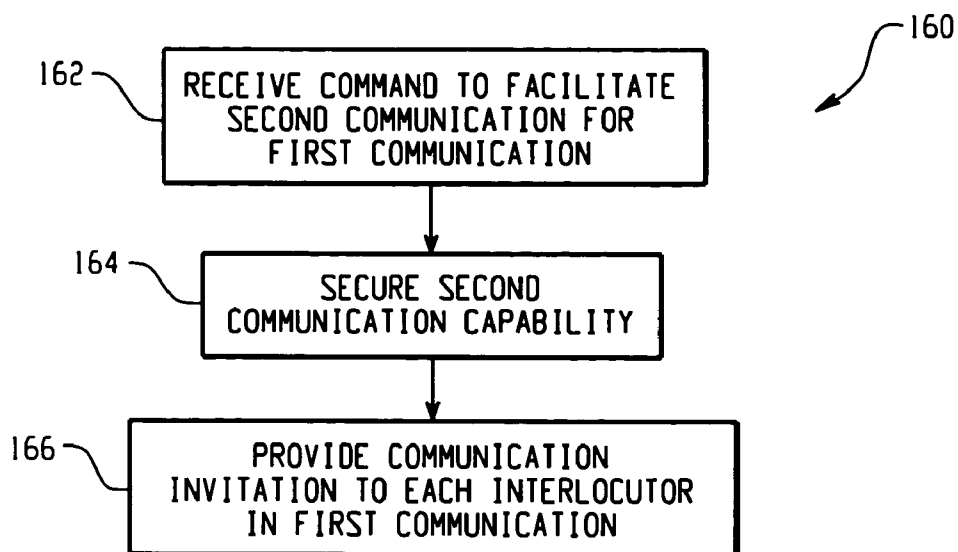 160
162
RECEIVE COMMAND TO FACILITATE
SECOND COMMUNICATION FOR
FIRST COMMUNICATION
164
SECURE SECOND
COMMUNICATION CAPABILITY
166
PROVIDE COMMUNICATION
INVITATION TO EACH INTERLOCUTOR
IN FIRST COMMUNICATION